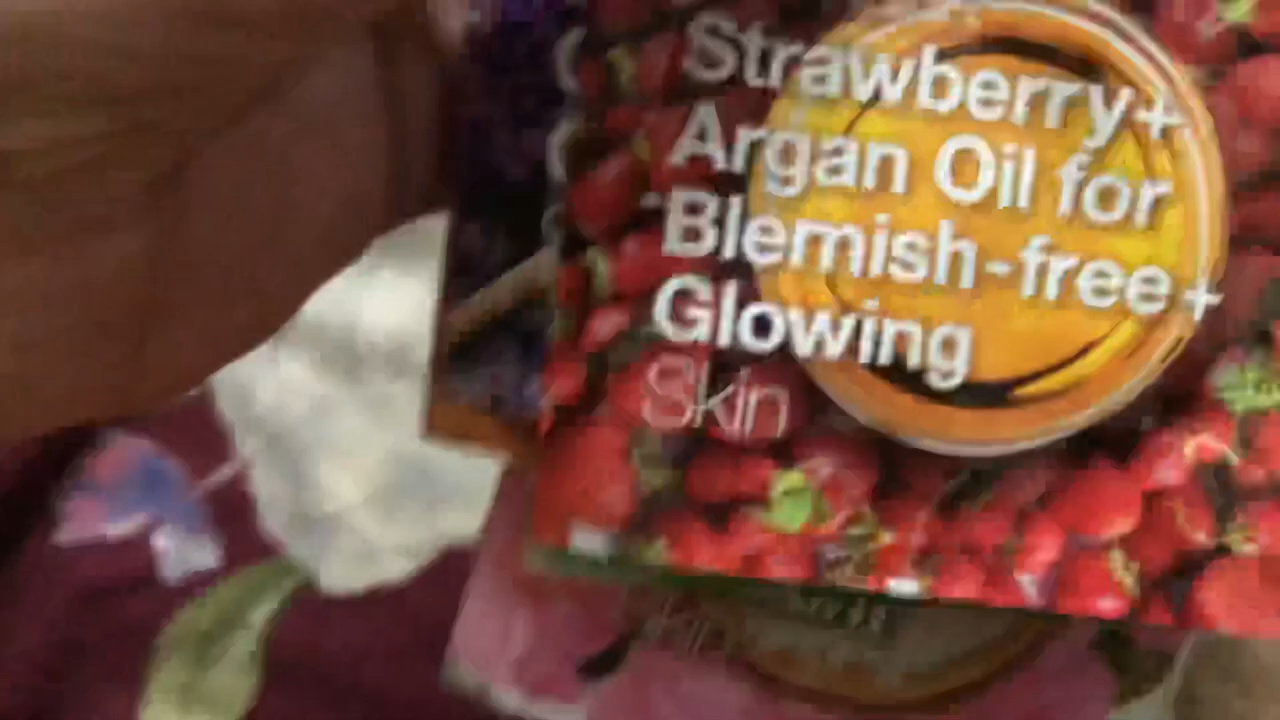 Strawberry+
Argan Oil for
Blemish-free+
Glowing
Skin